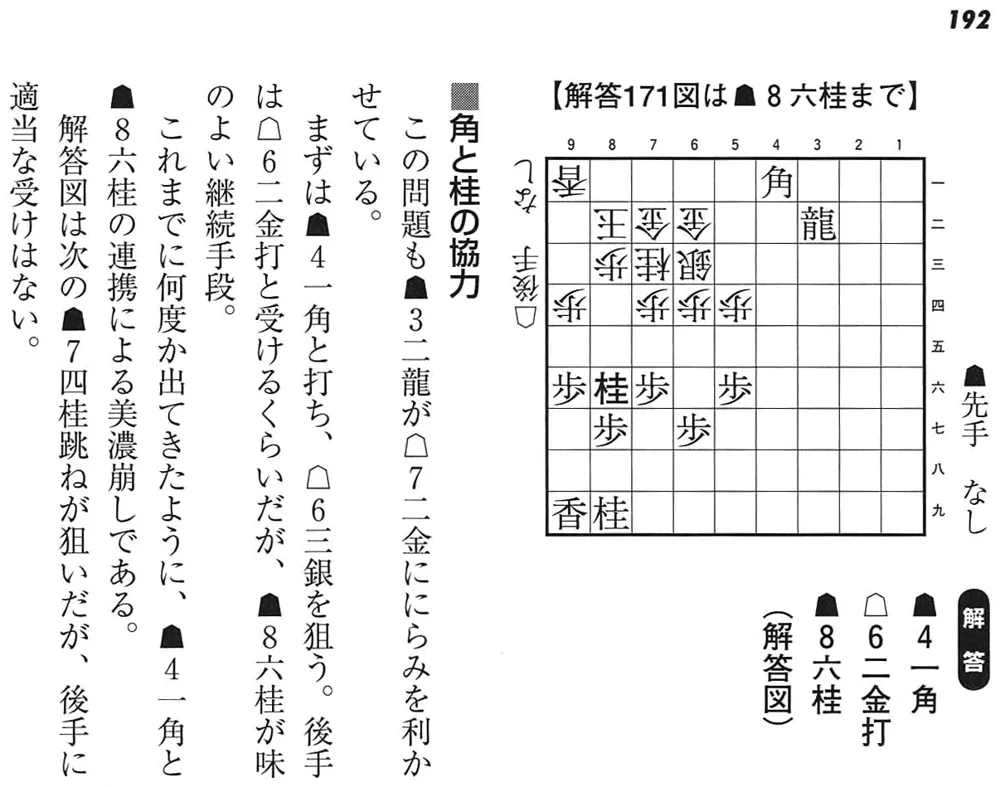 192
【解答171図は☗8六桂まで】
9 8 7 6 5 4 3 2 1
香 角 一
王 金 金 龍 二
歩 桂 銀 三
歩 歩 歩 歩 四
五
歩 桂 歩 歩 六
歩 歩 七
八
香 桂 九
☖後手 なし
☗先手 なし
解答
☗4一角
☖6二金打
☗8六桂
(解答図)
▒角と桂の協力
この問題も☗3二龍が☖7二金ににらみを利か
せている。
まずは☗4一角と打ち、☖6三銀を狙う。後手
は☖6二金打と受けるくらいだが、☗8六桂が味
のよい継続手段。
これまでに何度か出てきたように、☗4一角と
☗8六桂の連携による美濃崩しである。
解答図は次の☗7四桂跳ねが狙いだが、後手に
適当な受けはない。